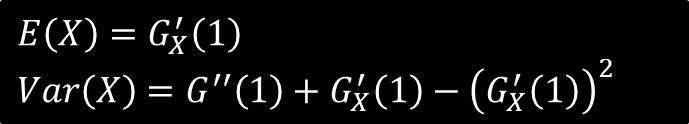 E(X) = G′_X(1)
Var(X) = G′′(1) + G′_X(1) − (G′_X(1))²